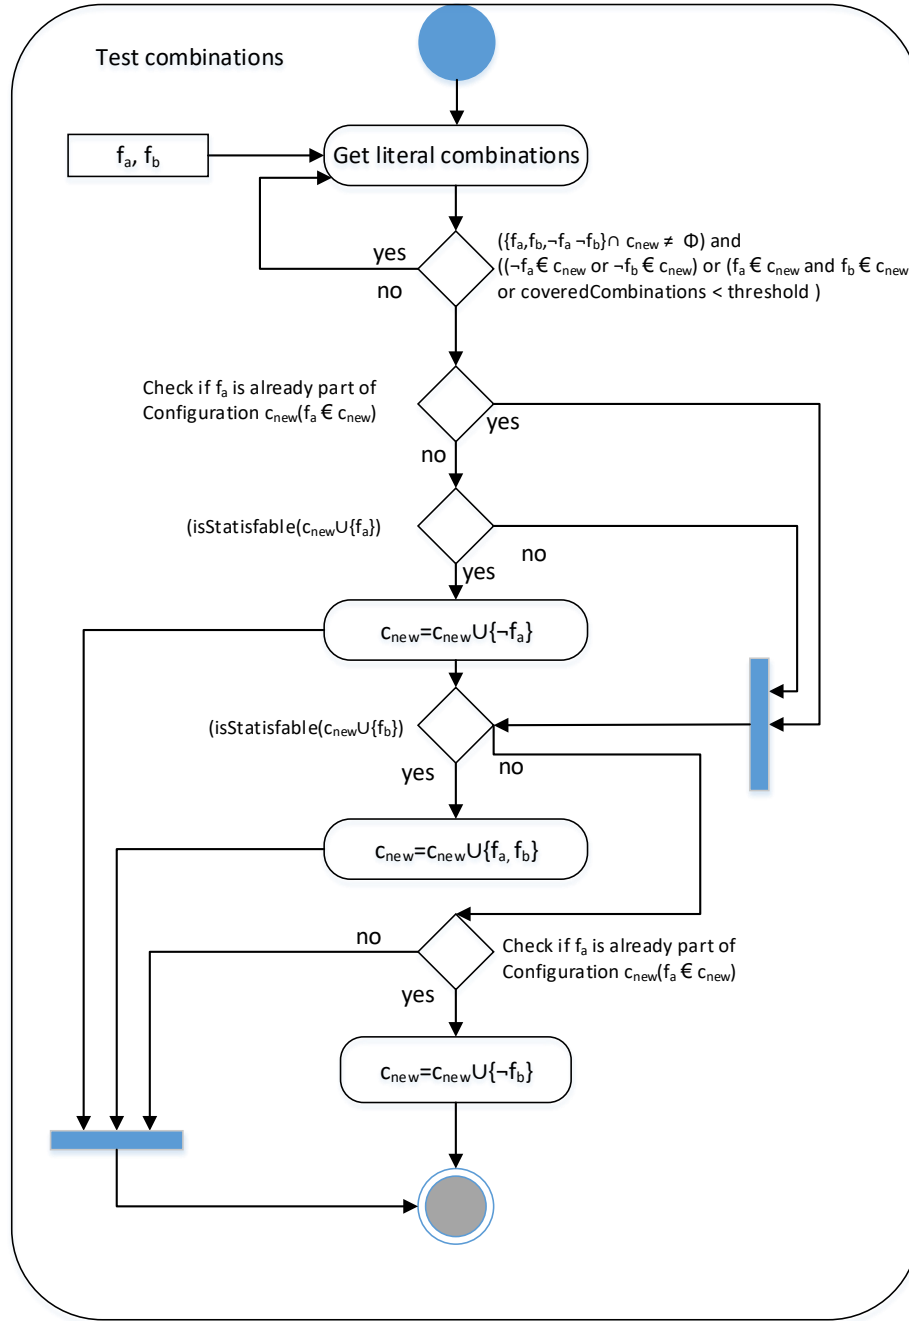 Test combinations
fa, fb
Get literal combinations
yes
no
({fa,fb,¬fa ¬fb}∩ cnew ≠ Φ) and
((¬fa € cnew or ¬fb € cnew) or (fa € cnew and fb € cnew
or coveredCombinations < threshold )
Check if fa is already part of
Configuration cnew(fa € cnew)
yes
no
(isStatisfable(cnew∪{fa})
no
yes
cnew=cnew∪{¬fa}
(isStatisfable(cnew∪{fb})
no
yes
cnew=cnew∪{fa, fb}
no
Check if fa is already part of
Configuration cnew(fa € cnew)
yes
cnew=cnew∪{¬fb}